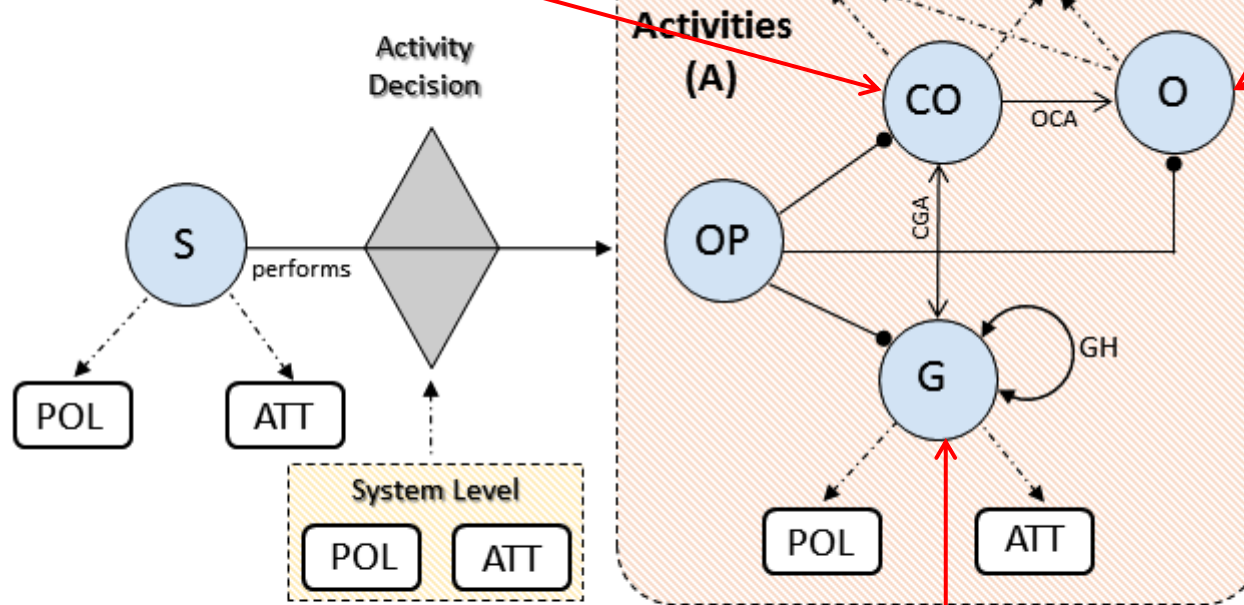 Activity
Decision
Activities
(A)
CO
OCA
O
S
performs
OP
CGA
G
GH
POL
ATT
System Level
POL
ATT
POL
ATT